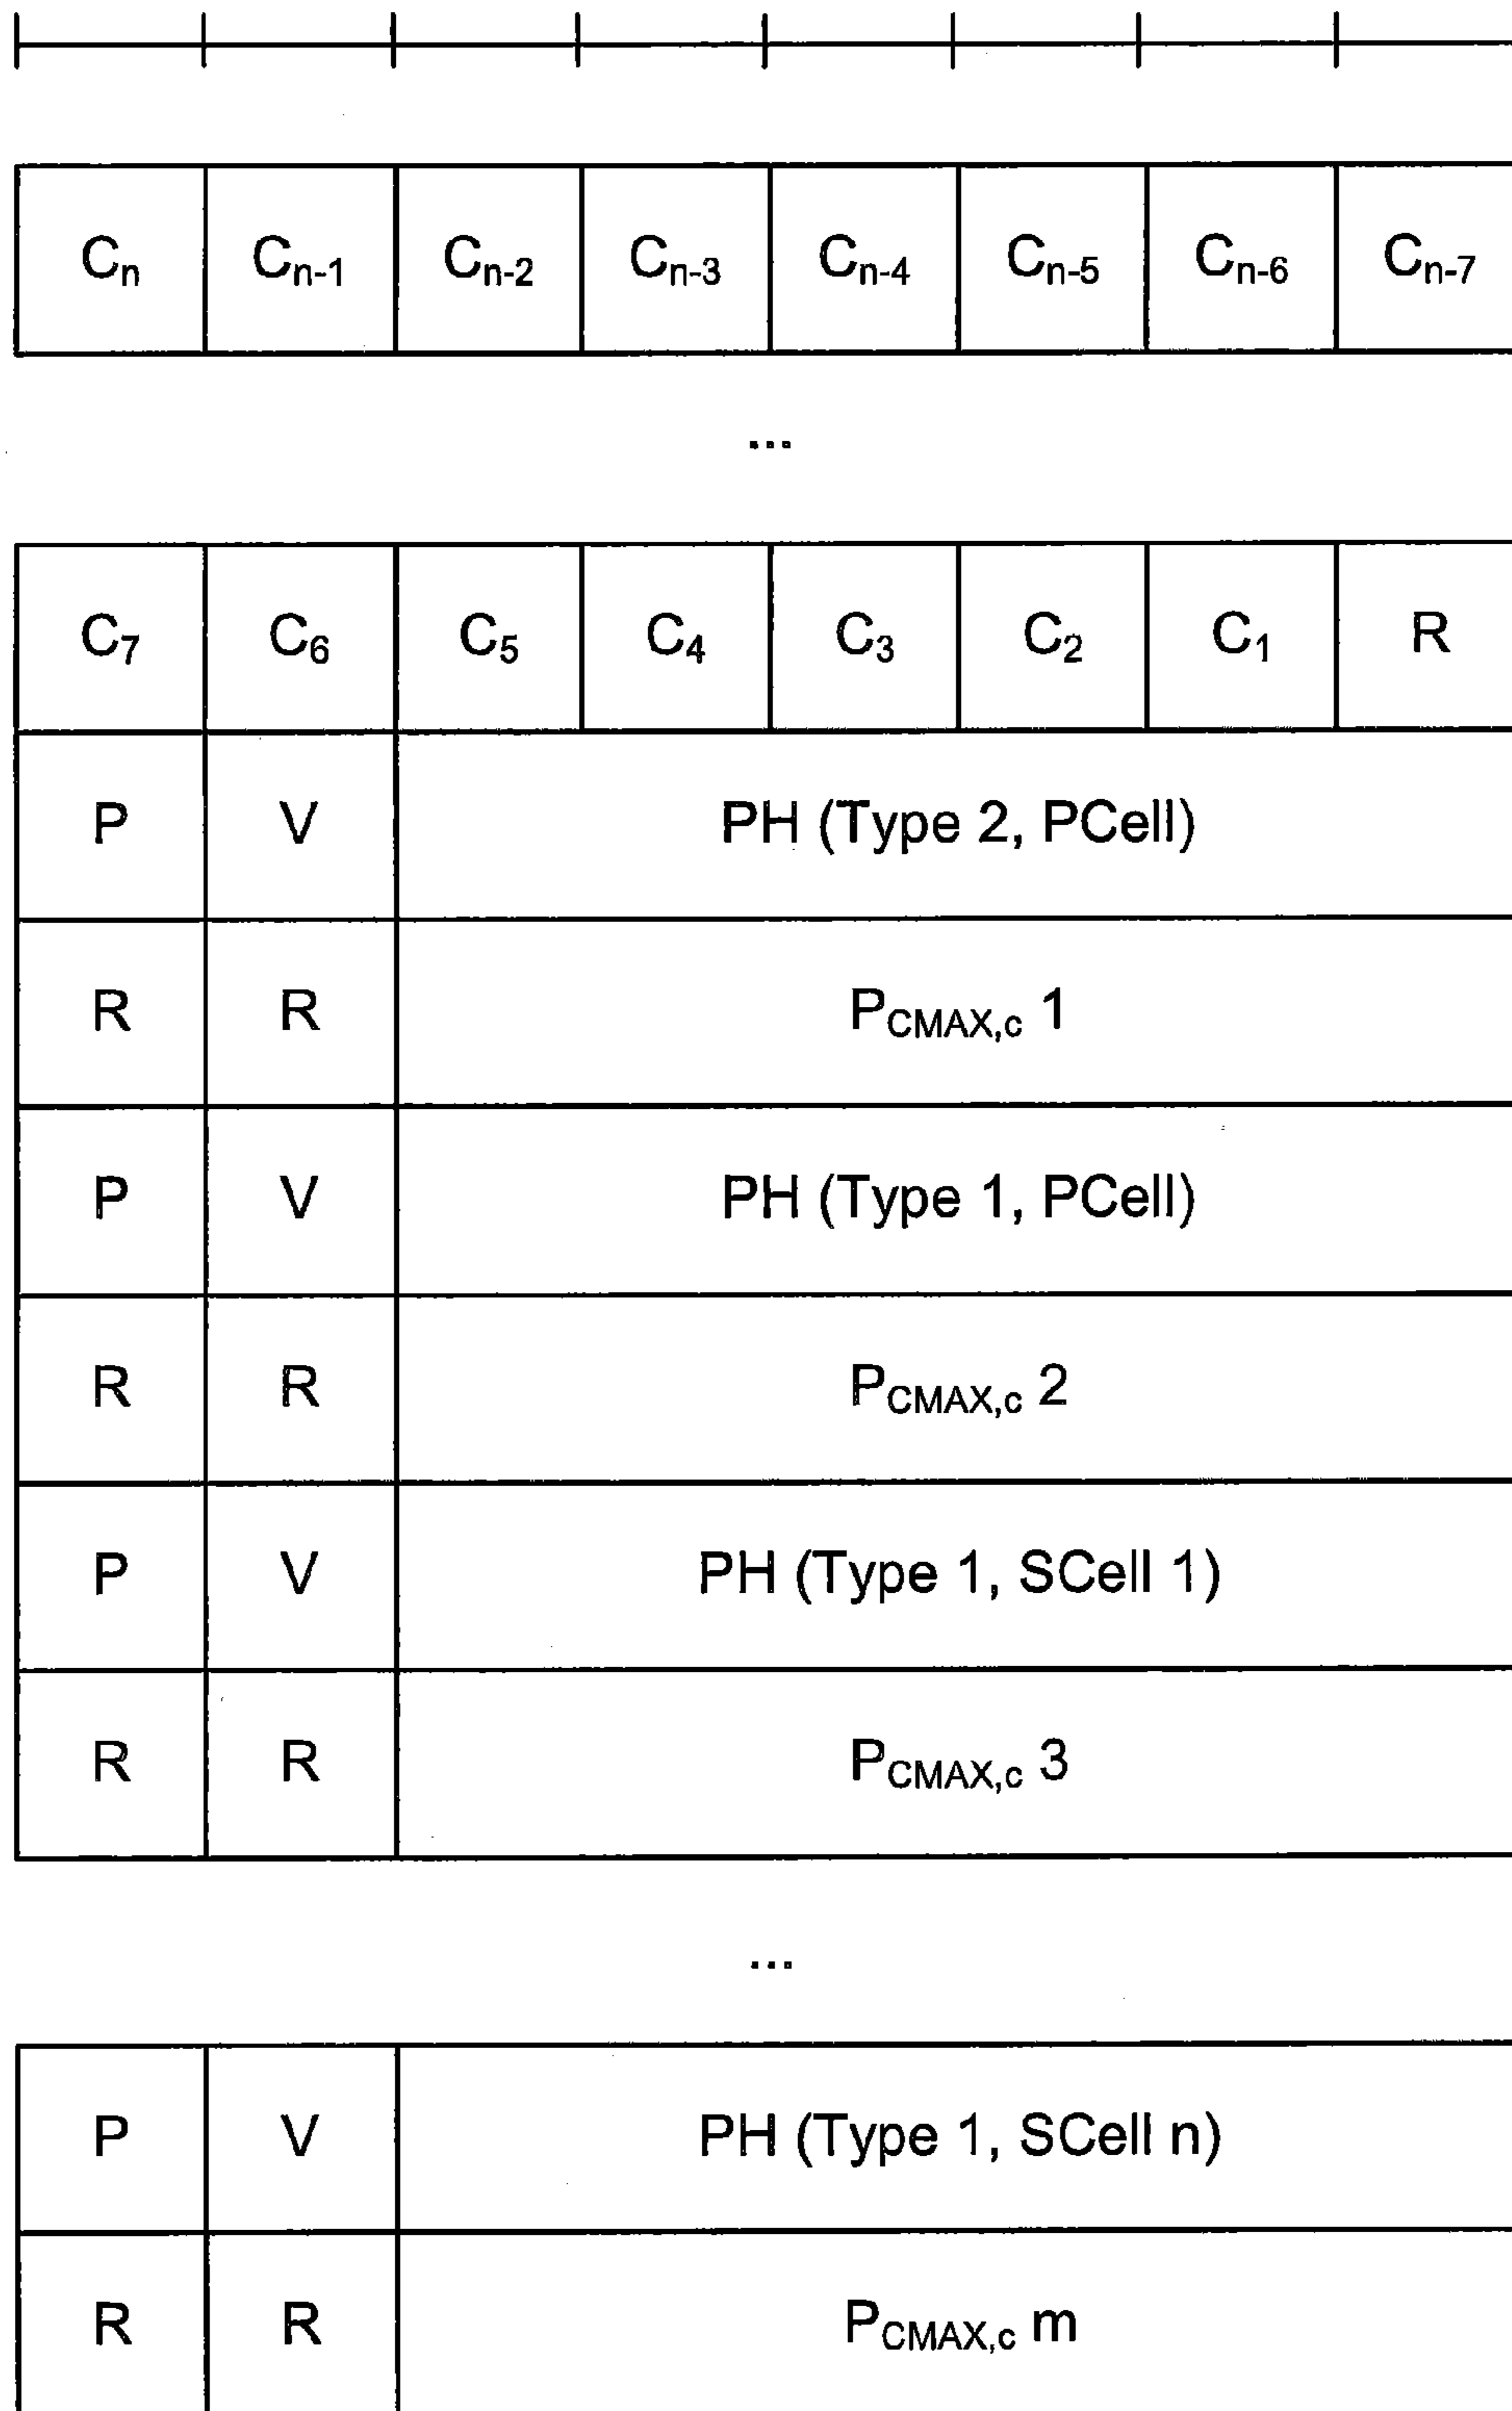 Cn Cn-1 Cn-2 Cn-3 Cn-4 Cn-5 Cn-6 Cn-7
...
C7 C6 C5 C4 C3 C2 C1 R
P V PH (Type 2, PCell)
R R PCMAX,c 1
P V PH (Type 1, PCell)
R R PCMAX,c 2
P V PH (Type 1, SCell 1)
R R PCMAX,c 3
...
P V PH (Type 1, SCell n)
R R PCMAX,c m